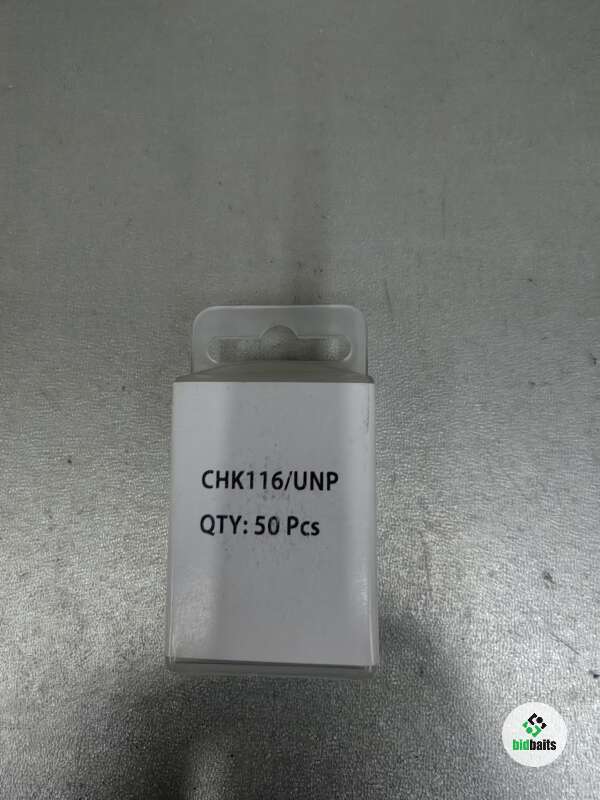 CHK116/UNP
QTY: 50 Pcs
bidbaits